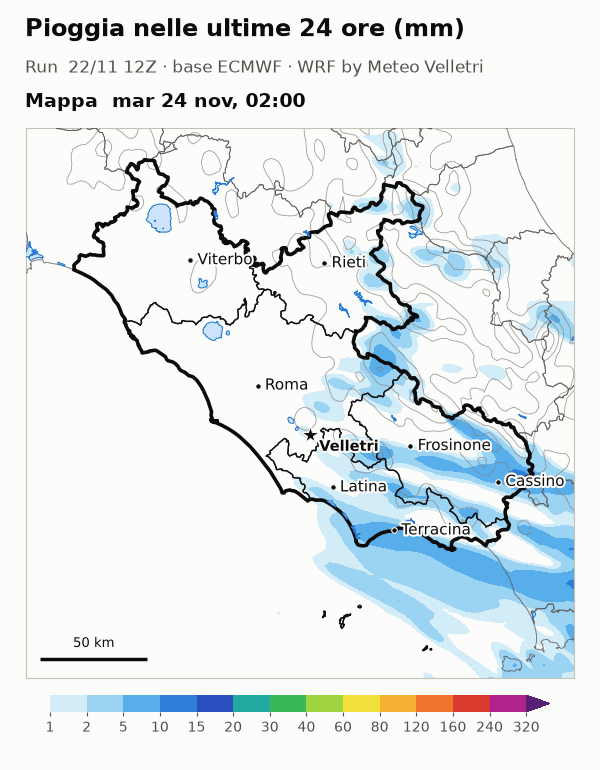 Pioggia nelle ultime 24 ore (mm)
Run 22/11 12Z · base ECMWF · WRF by Meteo Velletri
Mappa mar 24 nov, 02:00
Viterbo
Rieti
Roma
Velletri
Frosinone
Latina
Cassino
Terracina
50 km
1 2 5 10 15 20 30 40 60 80 120 160 240 320